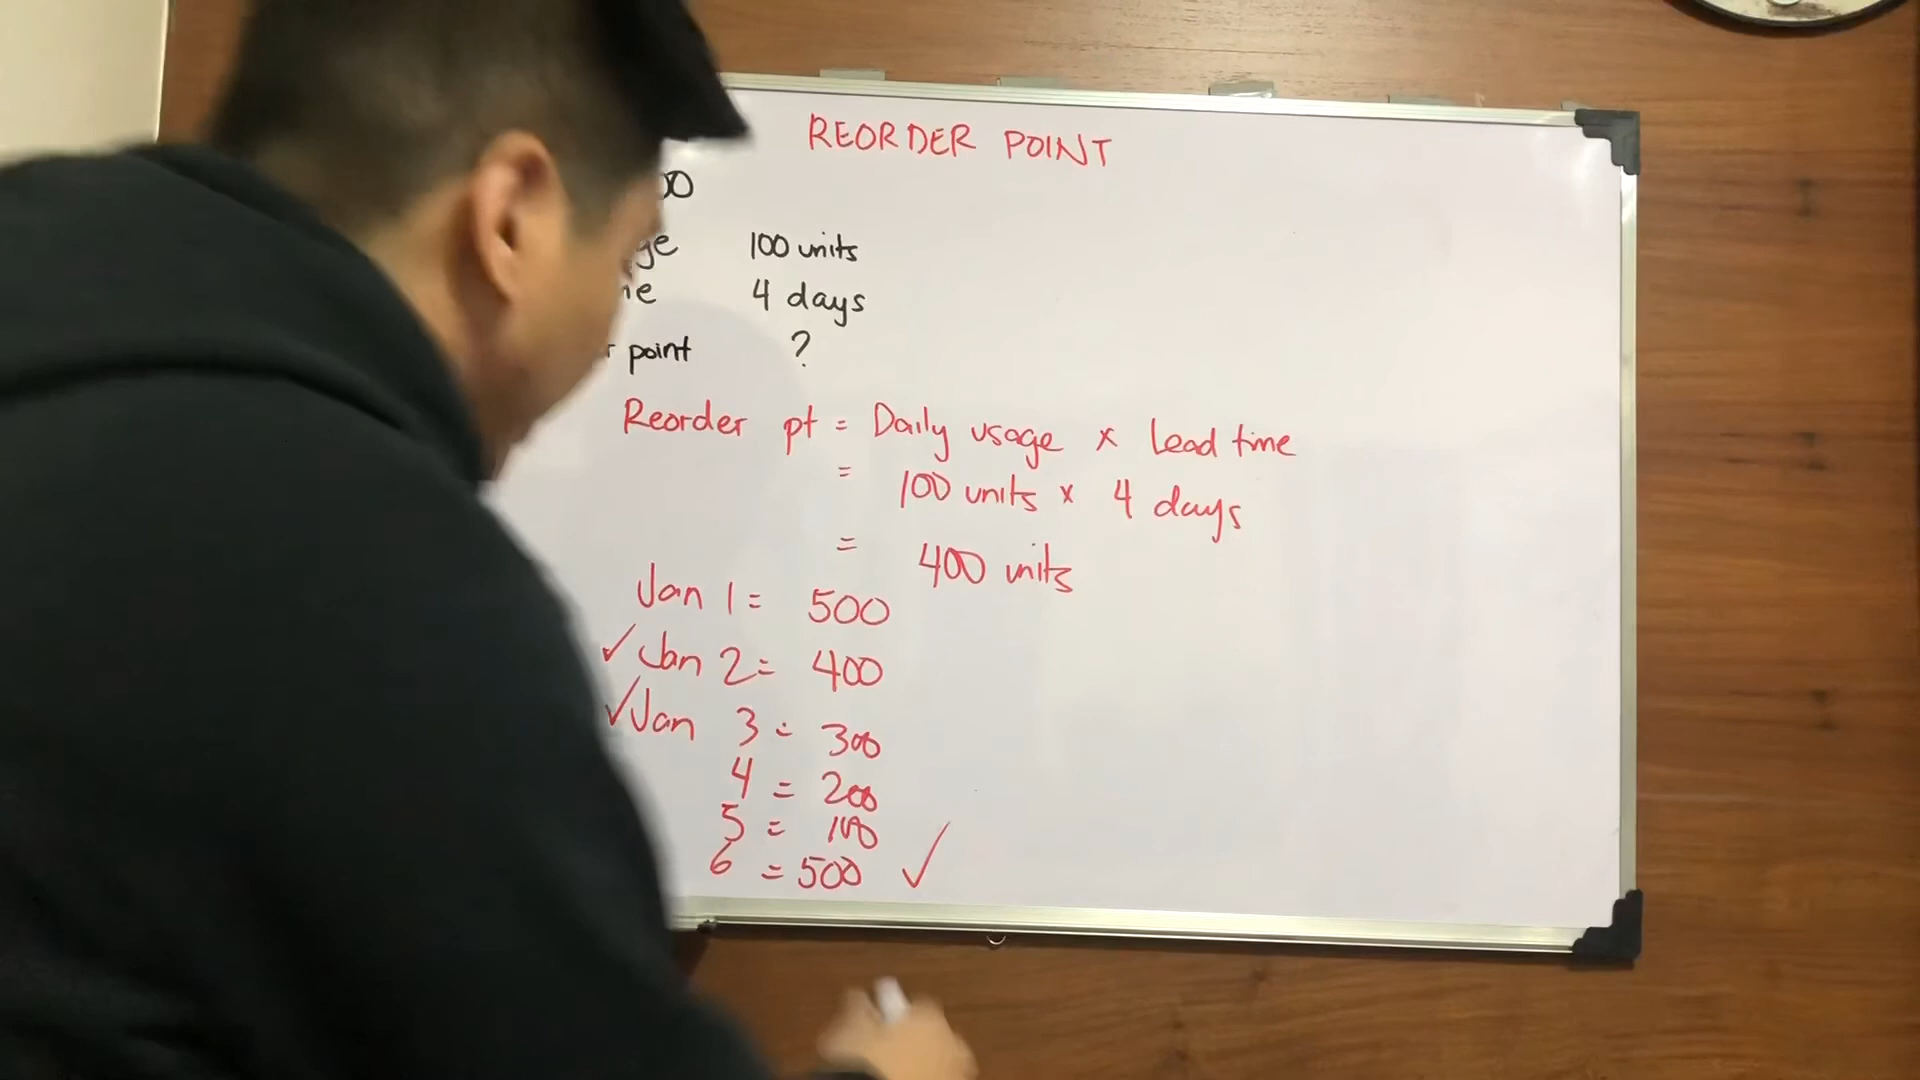 REORDER POINT
100 units
4 days
point ?
Reorder pt = Daily usage x Lead time
= 100 units x 4 days
= 400 units
Jan 1 = 500
✓ Jan 2 = 400
✓ Jan 3 = 300
4 = 200
5 = 100
6 = 500 ✓